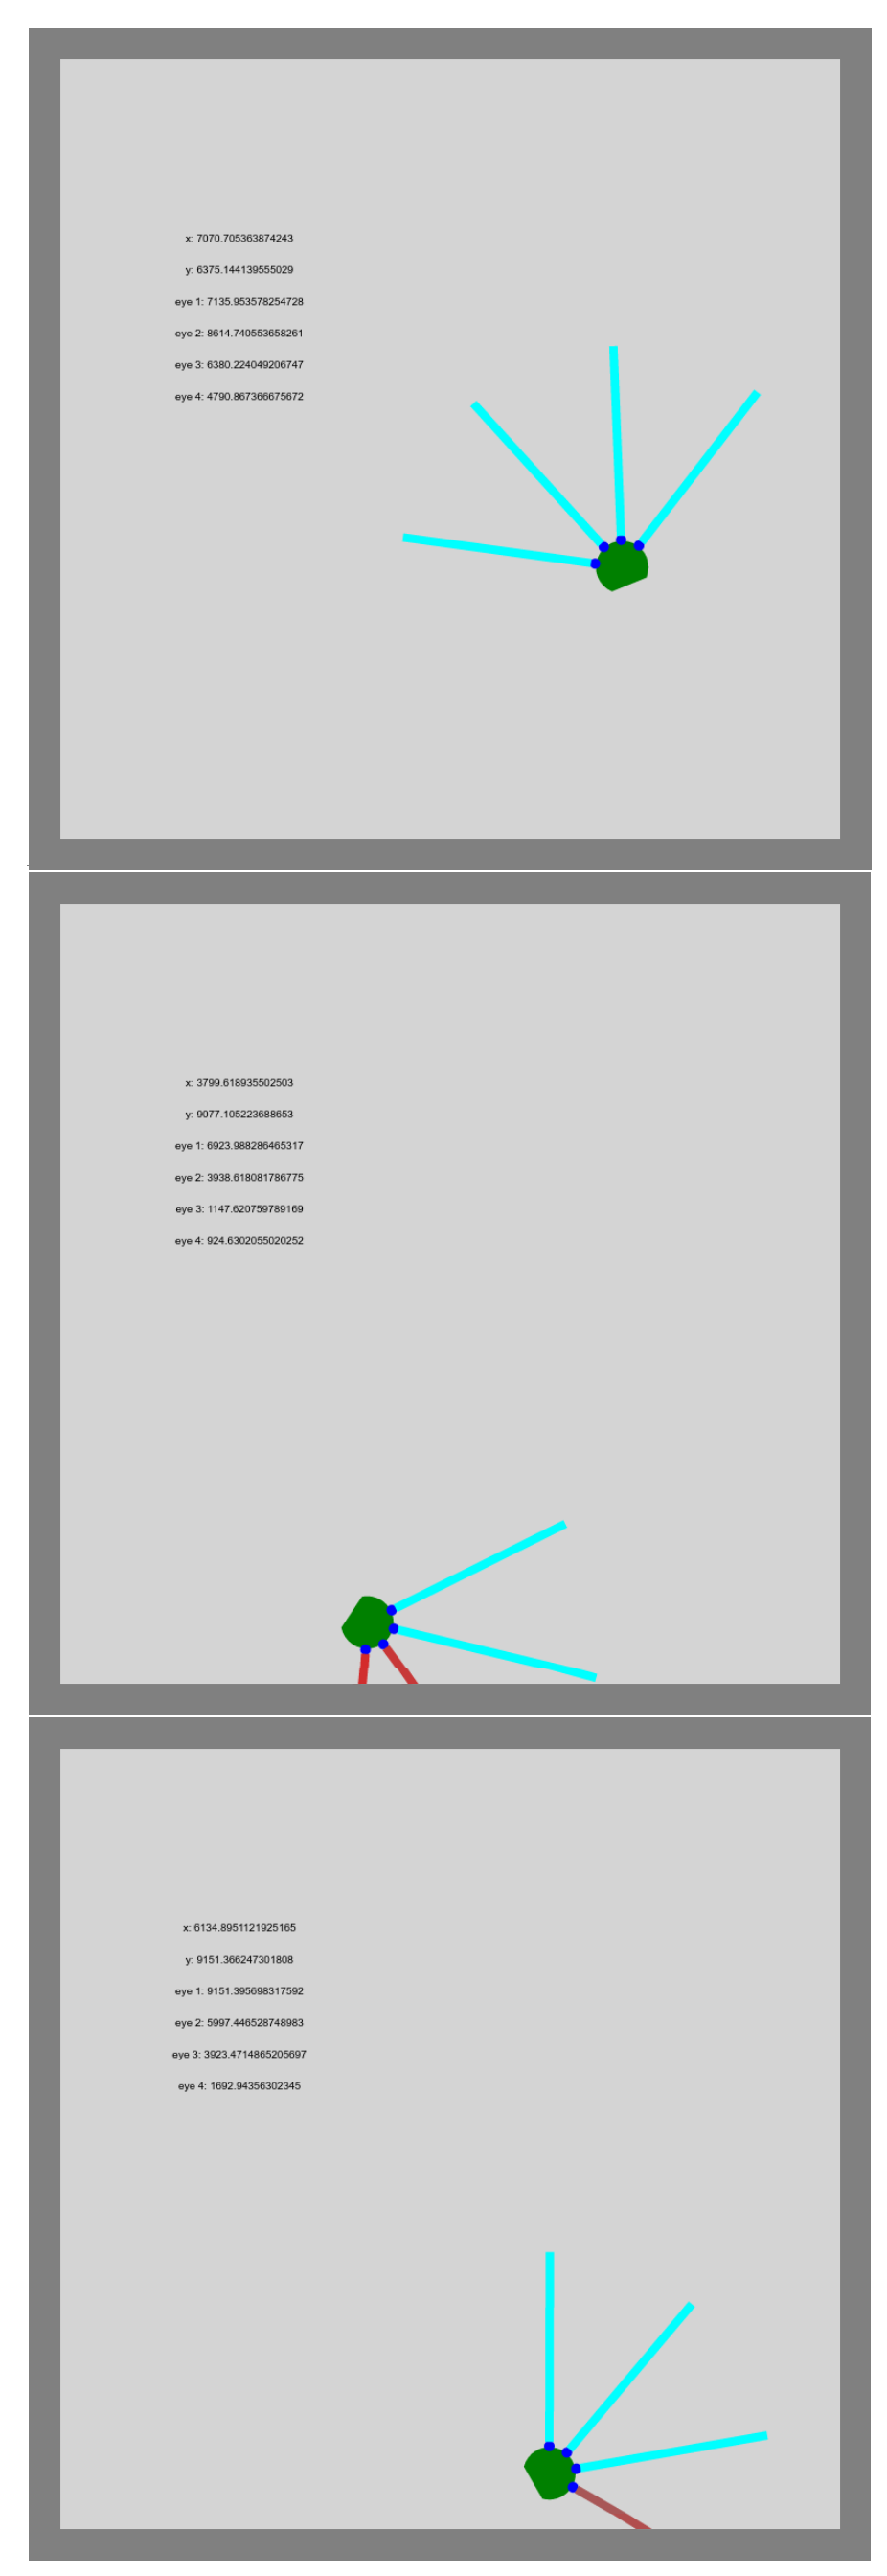 x: 7070.705363874243
y: 6375.144139555029
eye 1: 7135.953578254728
eye 2: 8614.740553658261
eye 3: 6380.224049206747
eye 4: 4790.867366675672
x: 3799.618935502503
y: 9077.105223688653
eye 1: 6923.988286465317
eye 2: 3938.618081786775
eye 3: 1147.620759789169
eye 4: 924.6302055020252
x: 6134.8951121925165
y: 9151.366247301808
eye 1: 9151.395698317592
eye 2: 5997.446528748983
eye 3: 3923.4714865205697
eye 4: 1692.94356302345